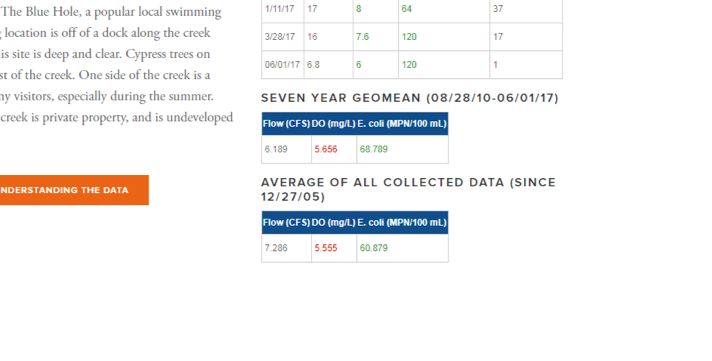 The Blue Hole, a popular local swimming
location is off of a dock along the creek
is site is deep and clear. Cypress trees on
st of the creek. One side of the creek is a
ny visitors, especially during the summer.
creek is private property, and is undeveloped
NDERSTANDING THE DATA
1/11/17 17 8 64 37
3/28/17 16 7.6 120 17
06/01/17 6.8 6 120 1
SEVEN YEAR GEOMEAN (08/28/10-06/01/17)
Flow (CFS) DO (mg/L) E. coli (MPN/100 mL)
6.189 5.656 68.789
AVERAGE OF ALL COLLECTED DATA (SINCE
12/27/05)
Flow (CFS) DO (mg/L) E. coli (MPN/100 mL)
7.286 5.555 60.879